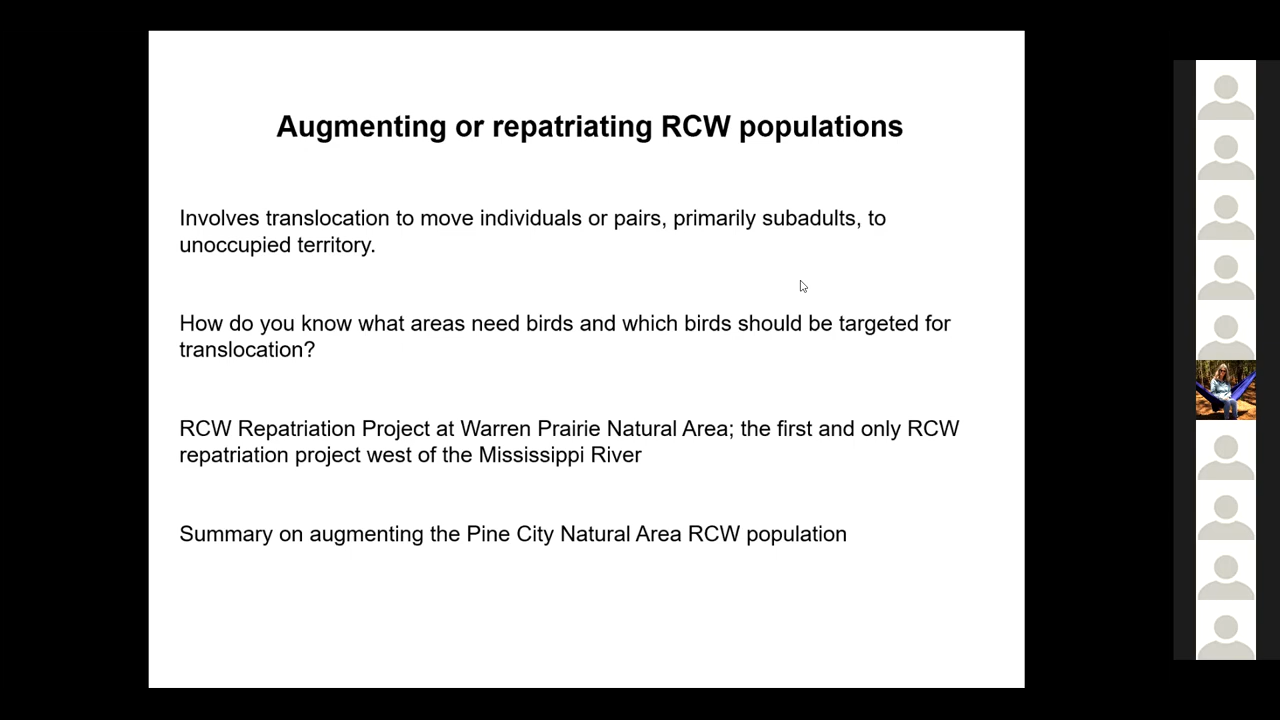 Augmenting or repatriating RCW populations
Involves translocation to move individuals or pairs, primarily subadults, to
unoccupied territory.
How do you know what areas need birds and which birds should be targeted for
translocation?
RCW Repatriation Project at Warren Prairie Natural Area; the first and only RCW
repatriation project west of the Mississippi River
Summary on augmenting the Pine City Natural Area RCW population